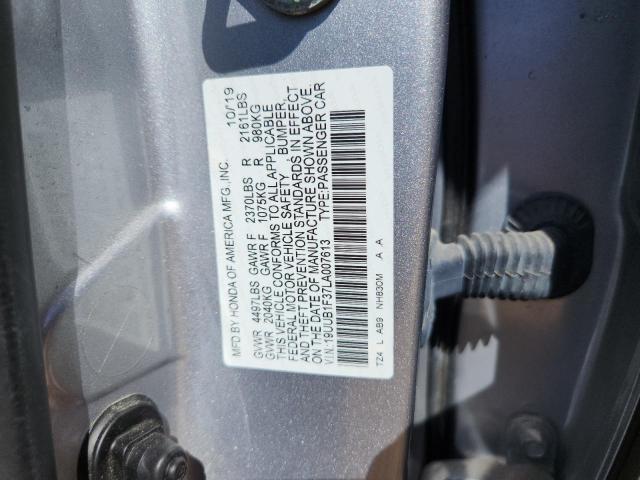 MFD BY HONDA OF AMERICA MFG., INC. 10/19
GVWR 4497LBS GAWR F 2370LBS R 2161LBS
GVWR 2040KG GAWR F 1075KG R 980KG
THIS VEHICLE CONFORMS TO ALL APPLICABLE
FEDERAL MOTOR VEHICLE SAFETY , BUMPER,
AND THEFT PREVENTION STANDARDS IN EFFECT
ON THE DATE OF MANUFACTURE SHOWN ABOVE.
V.I.N.:19UUB1F37LA007613 TYPE:PASSENGER CAR
TZ4 L AB9 NH830M A A